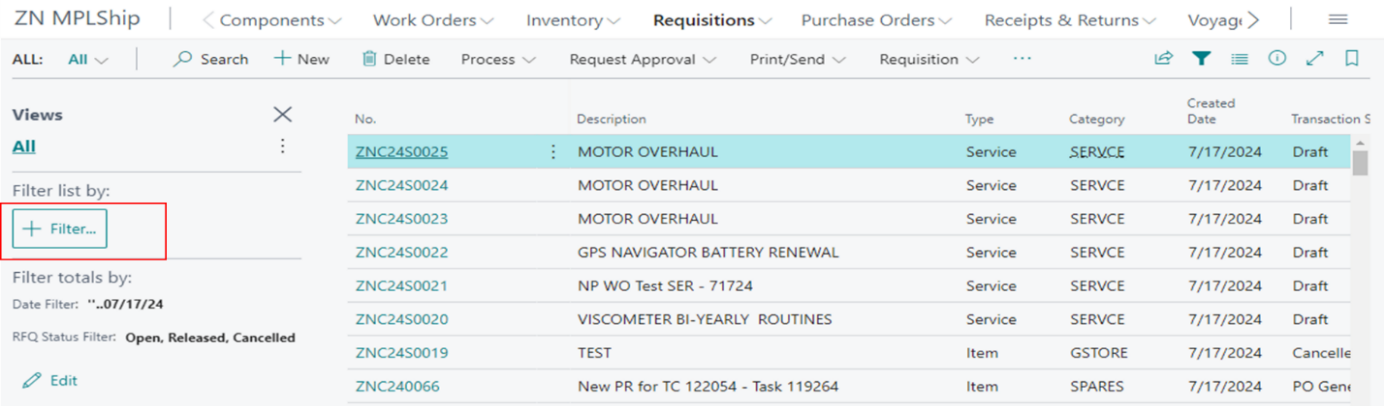 ZN MPLShip Components Work Orders Inventory Requisitions Purchase Orders Receipts & Returns
ALL: All Search + New Delete Process Request Approval Print/Send Requisition ...
Views
All
Filter list by:
+ Filter...
Filter totals by:
Date Filter: ''..07/17/24
RFQ Status Filter: Open, Released, Cancelled
Edit
No. Description Type Category Created Date Transaction S
ZNC24S0025 MOTOR OVERHAUL Service SERVCE 7/17/2024 Draft
ZNC24S0024 MOTOR OVERHAUL Service SERVCE 7/17/2024 Draft
ZNC24S0023 MOTOR OVERHAUL Service SERVCE 7/17/2024 Draft
ZNC24S0022 GPS NAVIGATOR BATTERY RENEWAL Service SERVCE 7/17/2024 Draft
ZNC24S0021 NP WO Test SER - 71724 Service SERVCE 7/17/2024 Draft
ZNC24S0020 VISCOMETER BI-YEARLY ROUTINES Service SERVCE 7/17/2024 Draft
ZNC24S0019 TEST Item GSTORE 7/17/2024 Cancelle
ZNC240066 New PR for TC 122054 - Task 119264 Item SPARES 7/17/2024 PO Gene